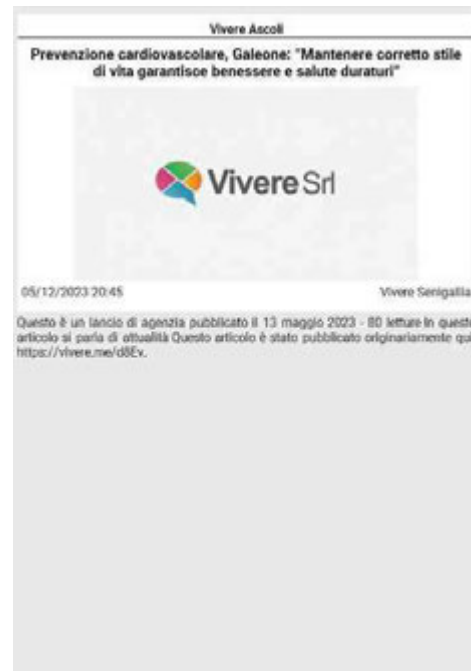 Vivere Ascoli
Prevenzione cardiovascolare, Galeone: "Mantenere corretto stile
di vita garantisce benessere e salute duraturi"
Vivere Srl
05/12/2023 20:45
Vivere Senigallia
Questo è un lancio di agenzia pubblicato il 13 maggio 2023 - 80 letture In questo
articolo si parla di attualità Questo articolo è stato pubblicato originariamente qui
https://vivere.me/d8Ev.